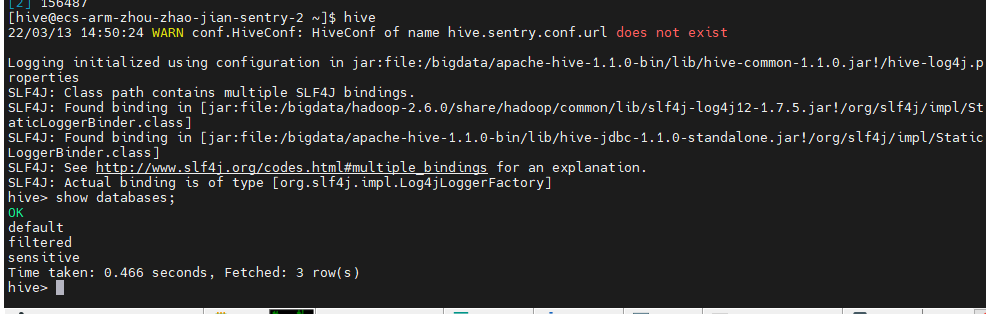 [2] 156487
[hive@ecs-arm-zhou-zhao-jian-sentry-2 ~]$ hive
22/03/13 14:50:24 WARN conf.HiveConf: HiveConf of name hive.sentry.conf.url does not exist
Logging initialized using configuration in jar:file:/bigdata/apache-hive-1.1.0-bin/lib/hive-common-1.1.0.jar!/hive-log4j.p
roperties
SLF4J: Class path contains multiple SLF4J bindings.
SLF4J: Found binding in [jar:file:/bigdata/hadoop-2.6.0/share/hadoop/common/lib/slf4j-log4j12-1.7.5.jar!/org/slf4j/impl/St
aticLoggerBinder.class]
SLF4J: Found binding in [jar:file:/bigdata/apache-hive-1.1.0-bin/lib/hive-jdbc-1.1.0-standalone.jar!/org/slf4j/impl/Static
LoggerBinder.class]
SLF4J: See http://www.slf4j.org/codes.html#multiple_bindings for an explanation.
SLF4J: Actual binding is of type [org.slf4j.impl.Log4jLoggerFactory]
hive> show databases;
OK
default
filtered
sensitive
Time taken: 0.466 seconds, Fetched: 3 row(s)
hive>